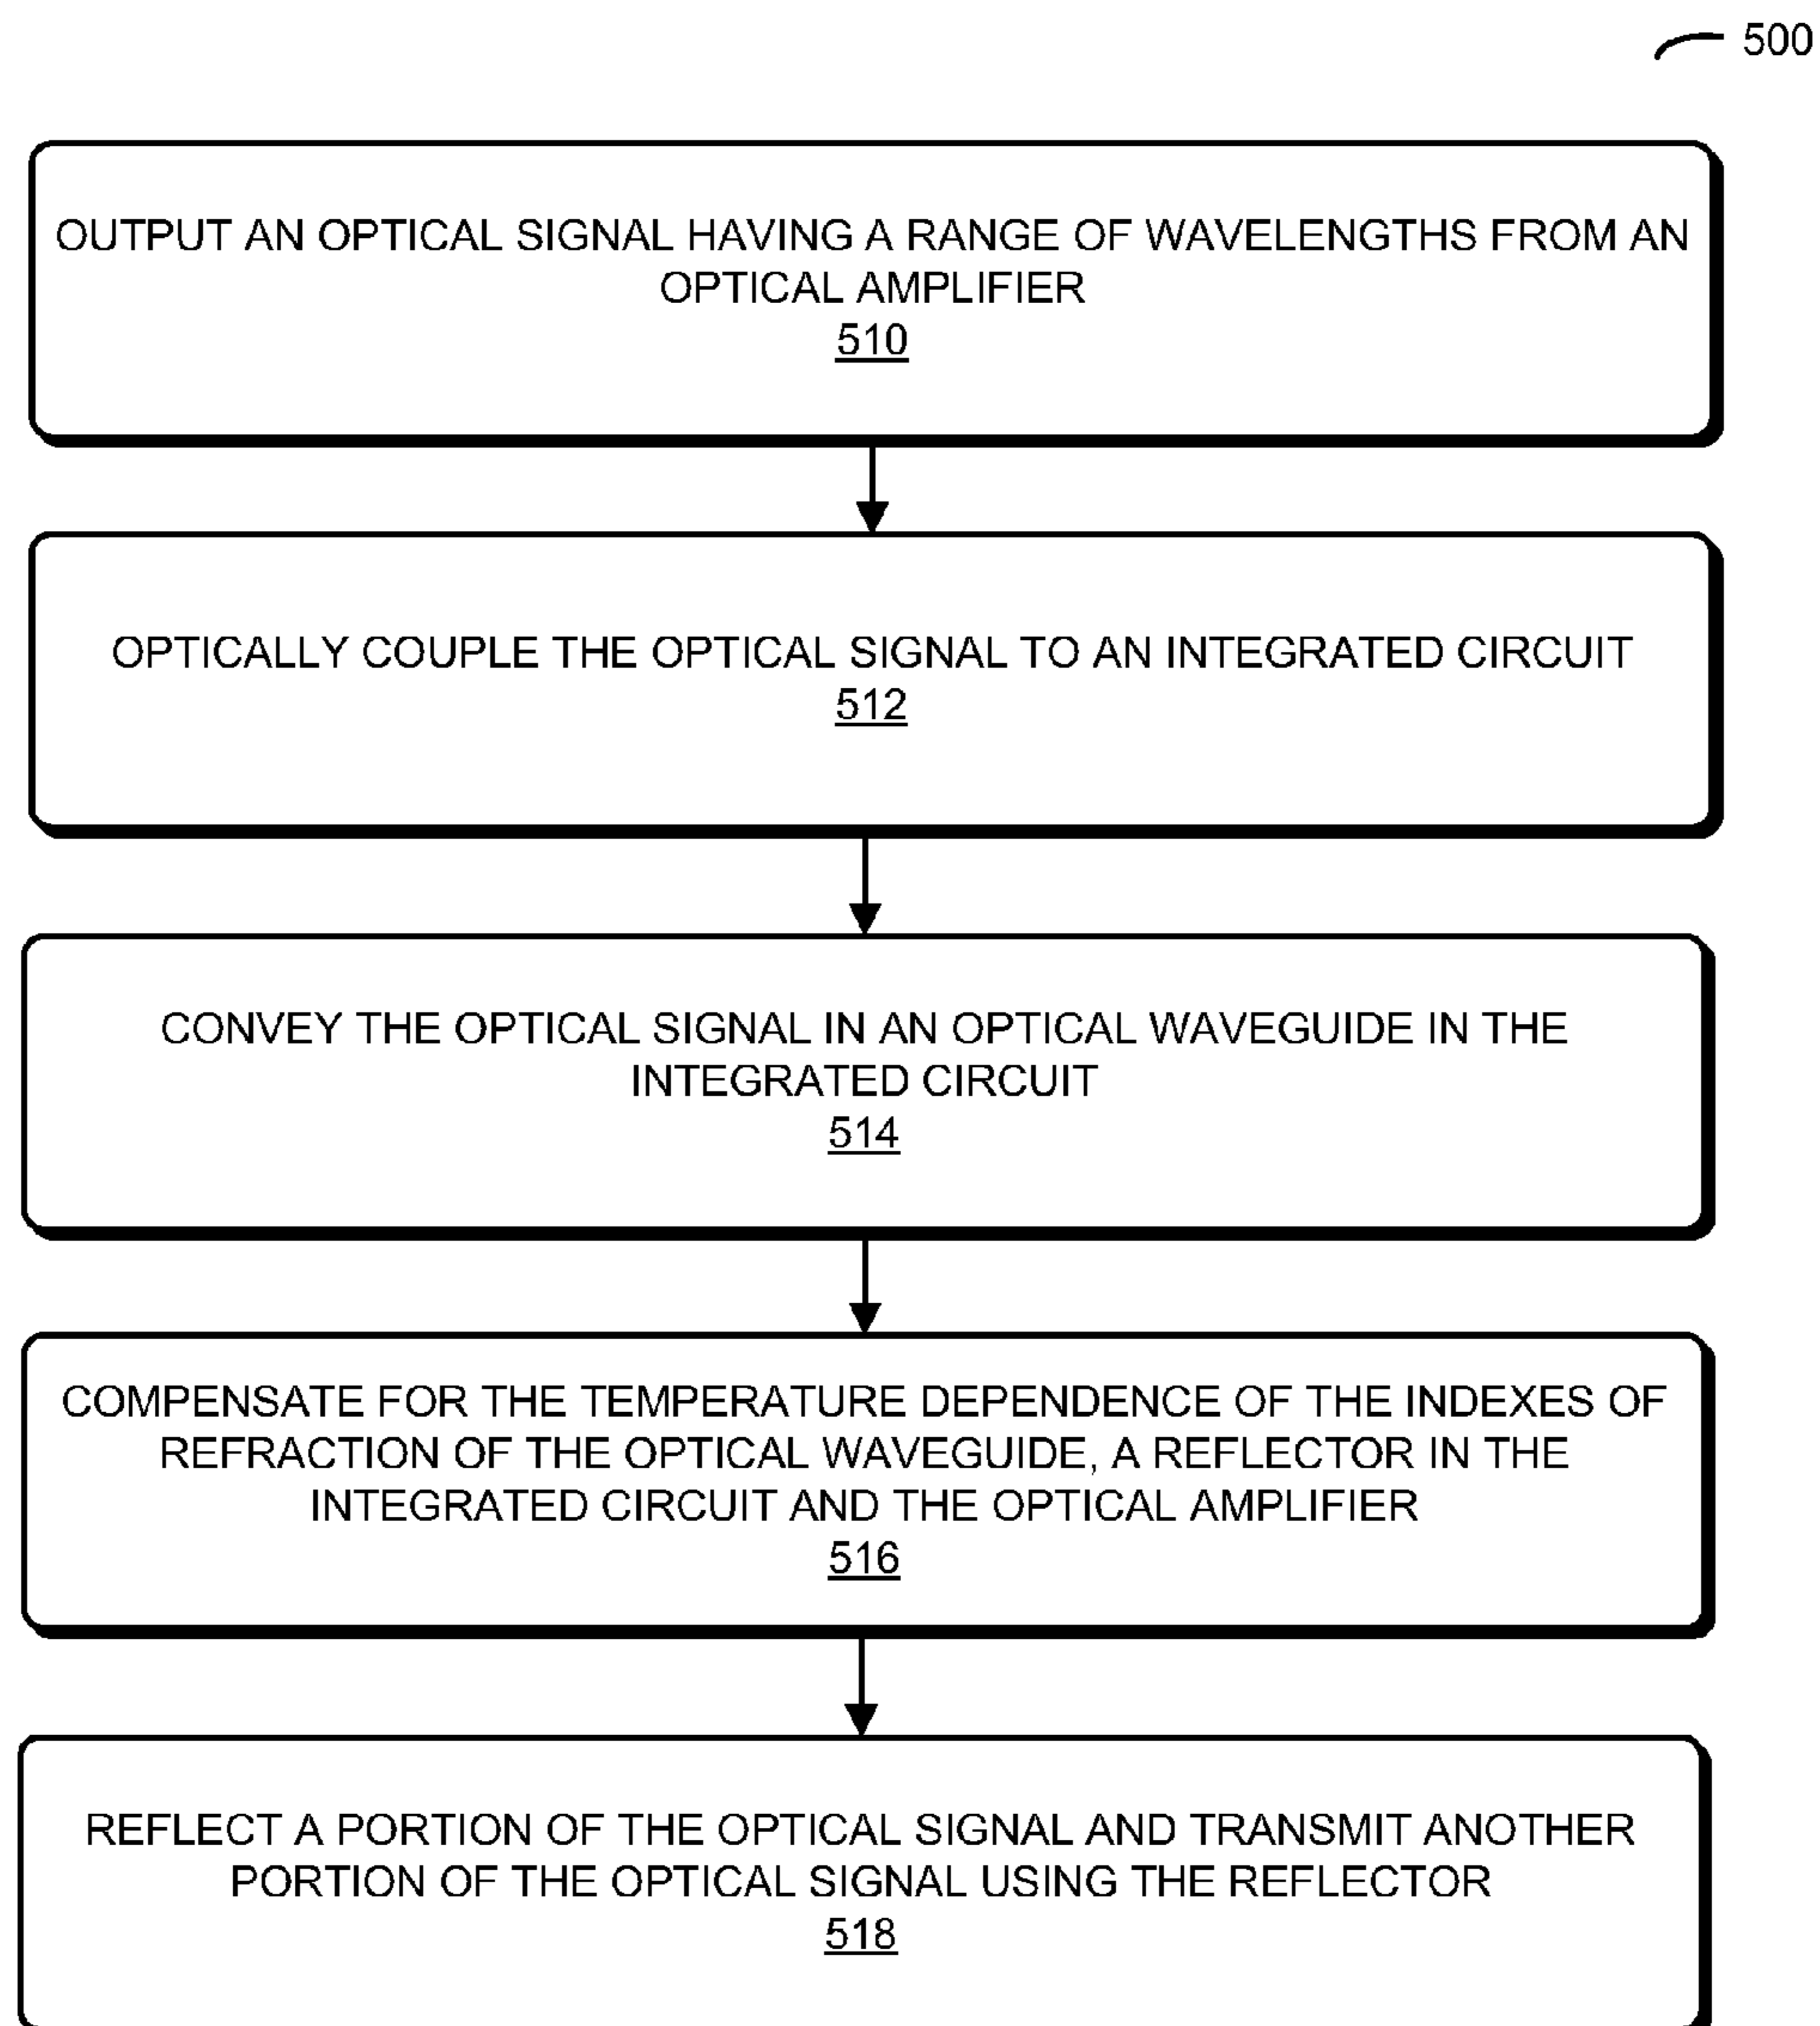 500
OUTPUT AN OPTICAL SIGNAL HAVING A RANGE OF WAVELENGTHS FROM AN
OPTICAL AMPLIFIER
510
OPTICALLY COUPLE THE OPTICAL SIGNAL TO AN INTEGRATED CIRCUIT
512
CONVEY THE OPTICAL SIGNAL IN AN OPTICAL WAVEGUIDE IN THE
INTEGRATED CIRCUIT
514
COMPENSATE FOR THE TEMPERATURE DEPENDENCE OF THE INDEXES OF
REFRACTION OF THE OPTICAL WAVEGUIDE, A REFLECTOR IN THE
INTEGRATED CIRCUIT AND THE OPTICAL AMPLIFIER
516
REFLECT A PORTION OF THE OPTICAL SIGNAL AND TRANSMIT ANOTHER
PORTION OF THE OPTICAL SIGNAL USING THE REFLECTOR
518